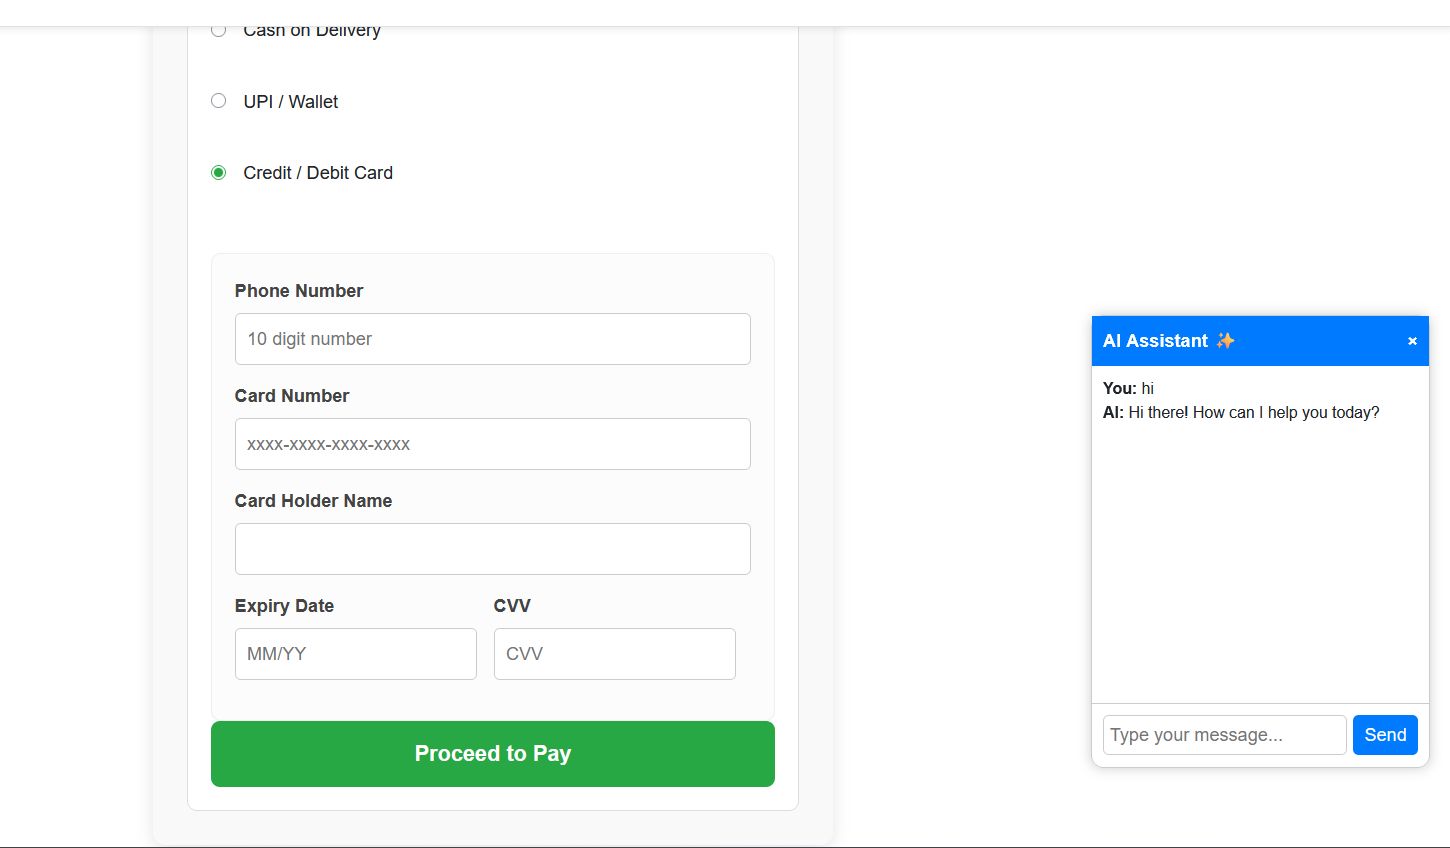 Cash on Delivery
UPI / Wallet
Credit / Debit Card
Phone Number
10 digit number
Card Number
xxxx-xxxx-xxxx-xxxx
Card Holder Name
Expiry Date CVV
MM/YY CVV
Proceed to Pay
AI Assistant ✨ ×
You: hi
AI: Hi there! How can I help you today?
Type your message... Send